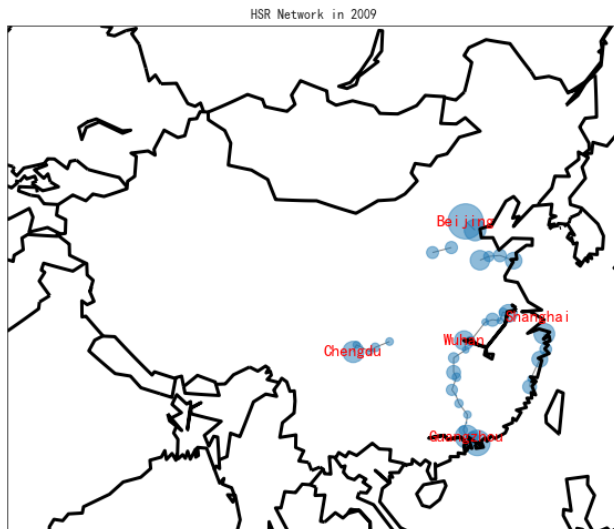 HSR Network in 2009
Beijing
Shanghai
Wuhan
Chengdu
Guangzhou